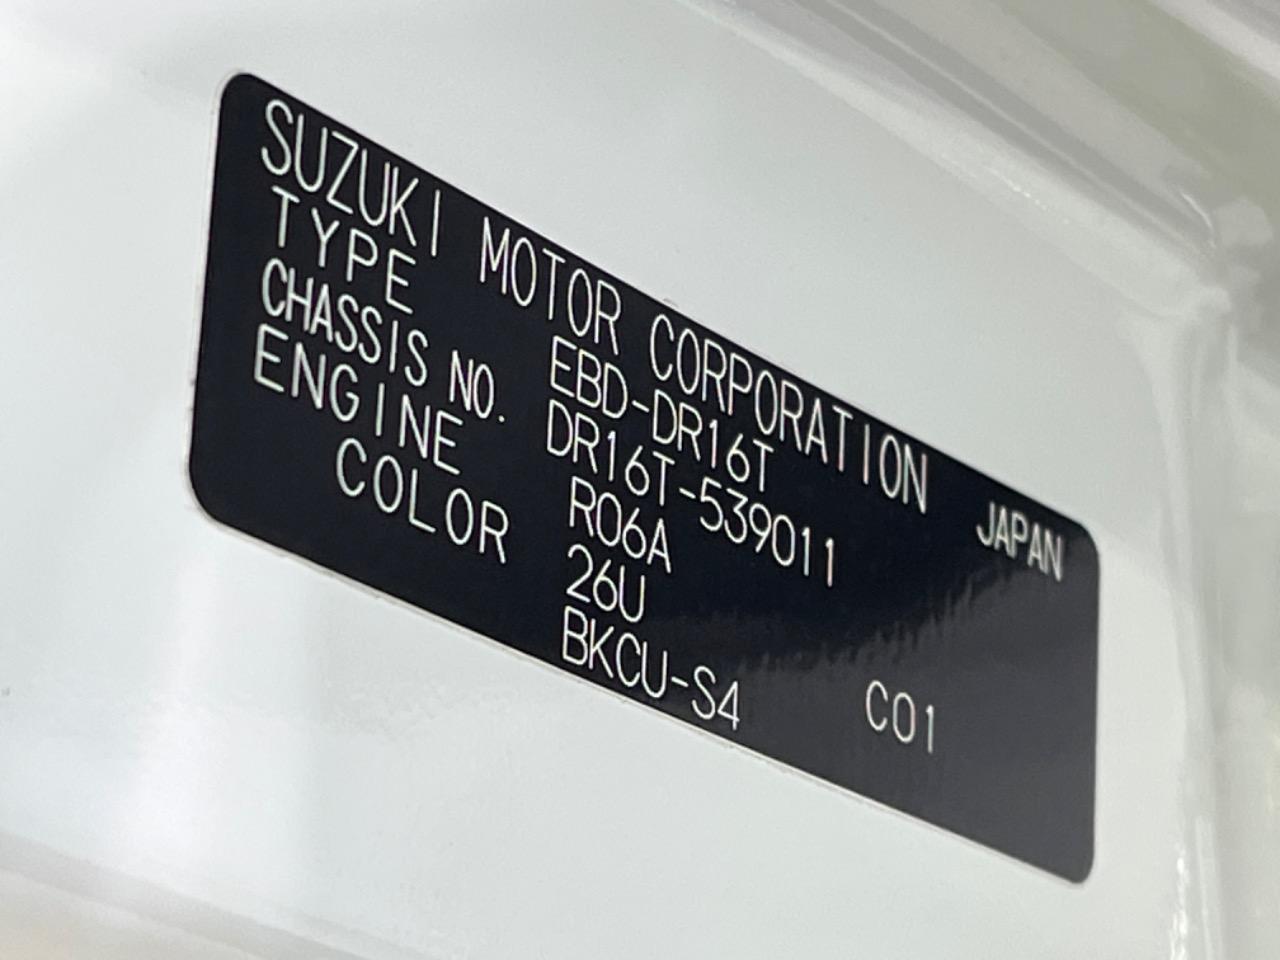 SUZUKI MOTOR CORPORATION JAPAN
TYPE EBD-DR16T
CHASSIS NO. DR16T-539011
ENGINE R06A
COLOR 26U
BKCU-S4 C01